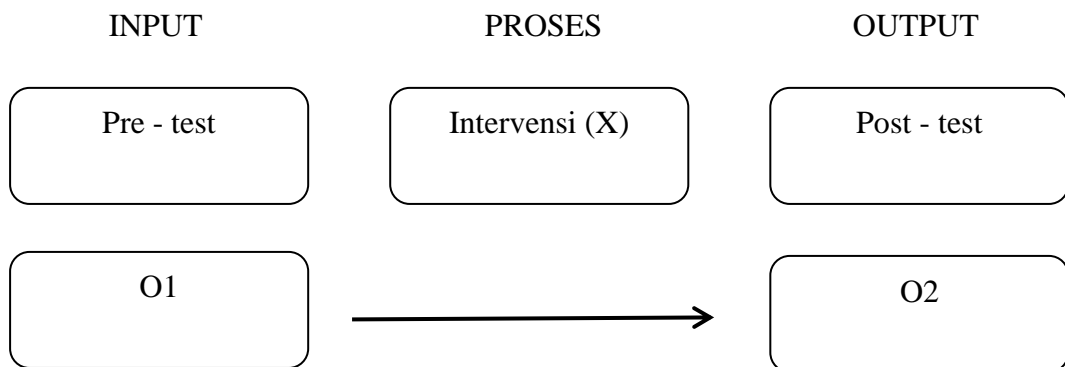 INPUT PROSES OUTPUT
Pre - test Intervensi (X) Post - test
O1 O2